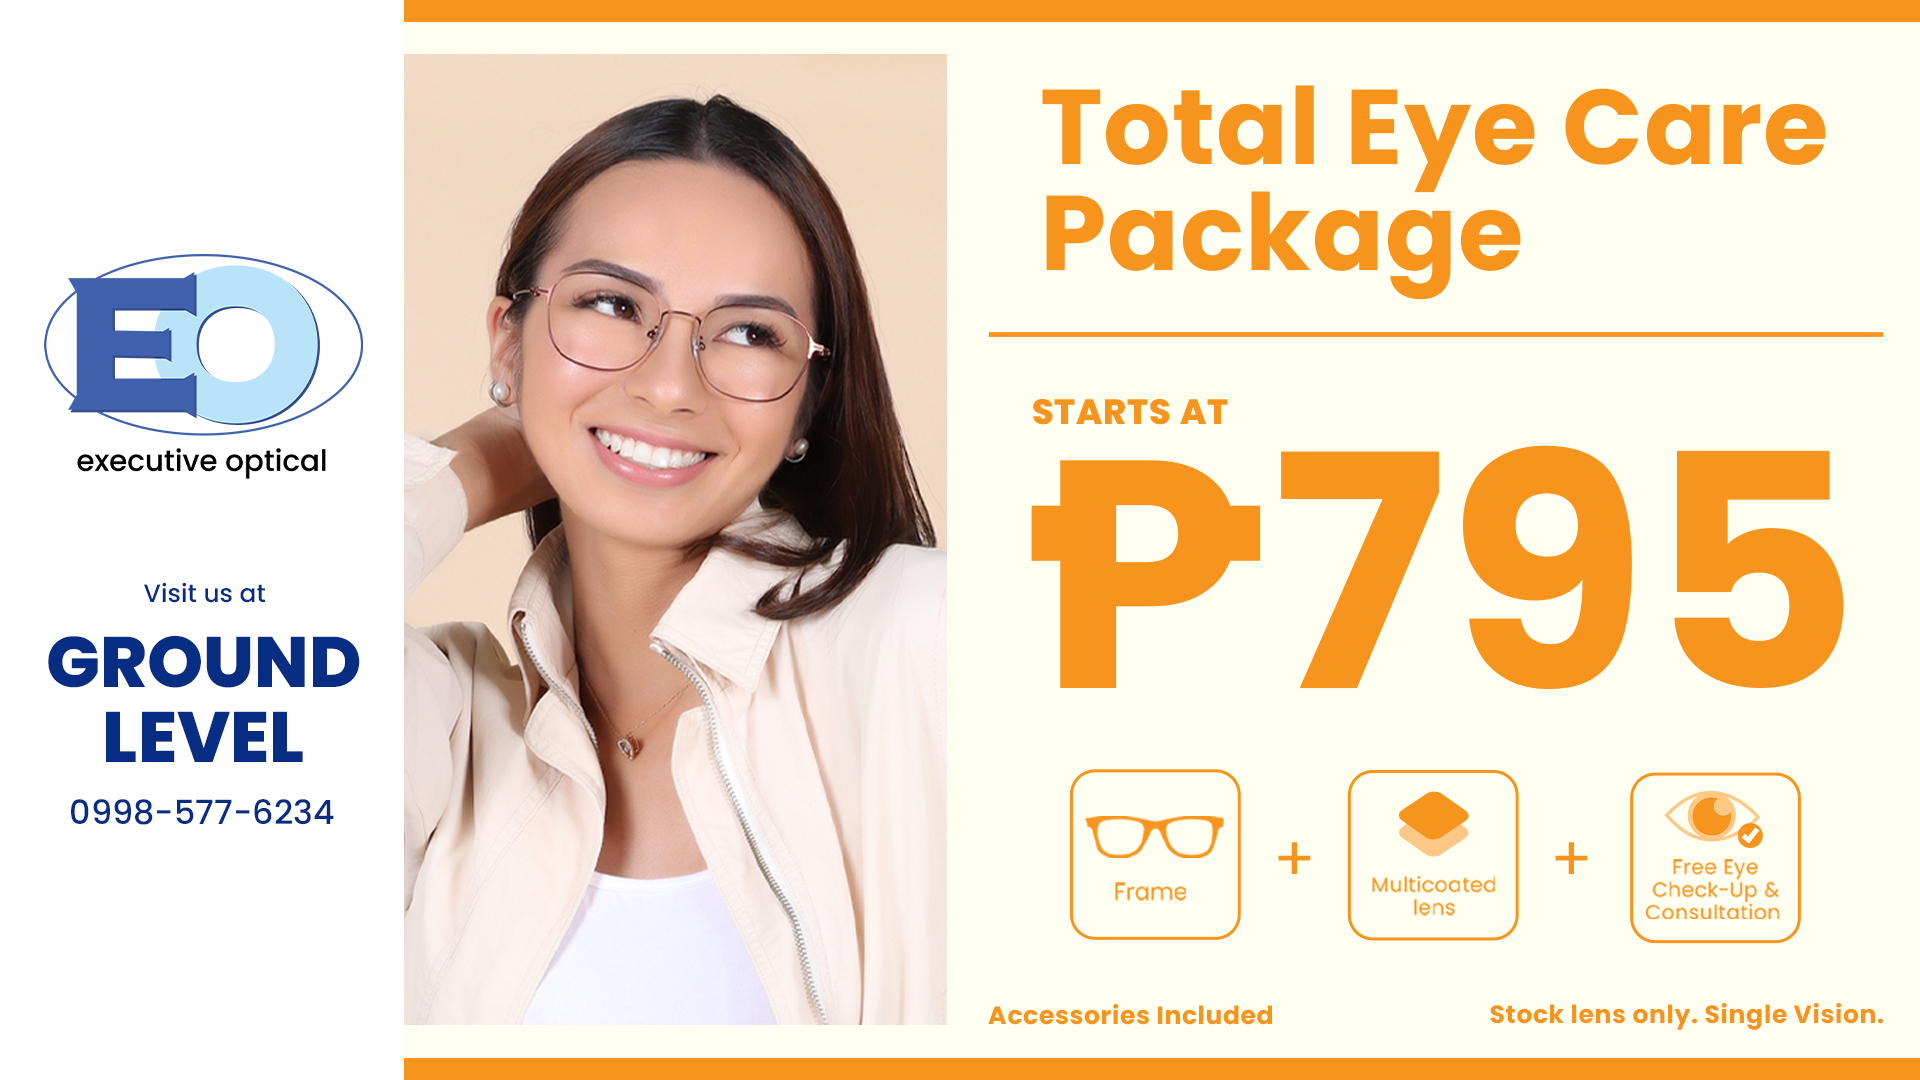 EO
executive optical
Visit us at
GROUND
LEVEL
0998-577-6234
Total Eye Care
Package
STARTS AT
₱795
Frame
+
Multicoated
lens
+
Free Eye
Check-Up &
Consultation
Accessories Included
Stock lens only. Single Vision.